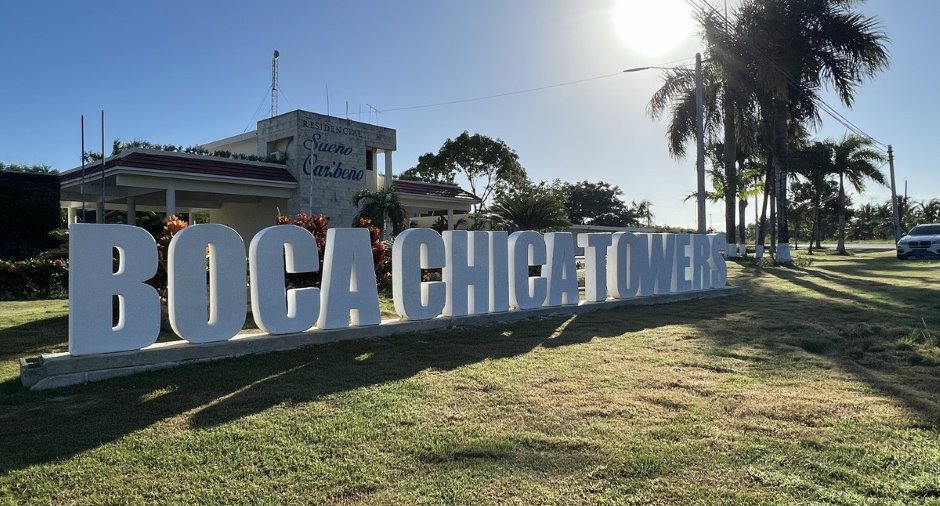 RESIDENCIAL
Sueño
Caribeño
BOCA CHICA TOWERS